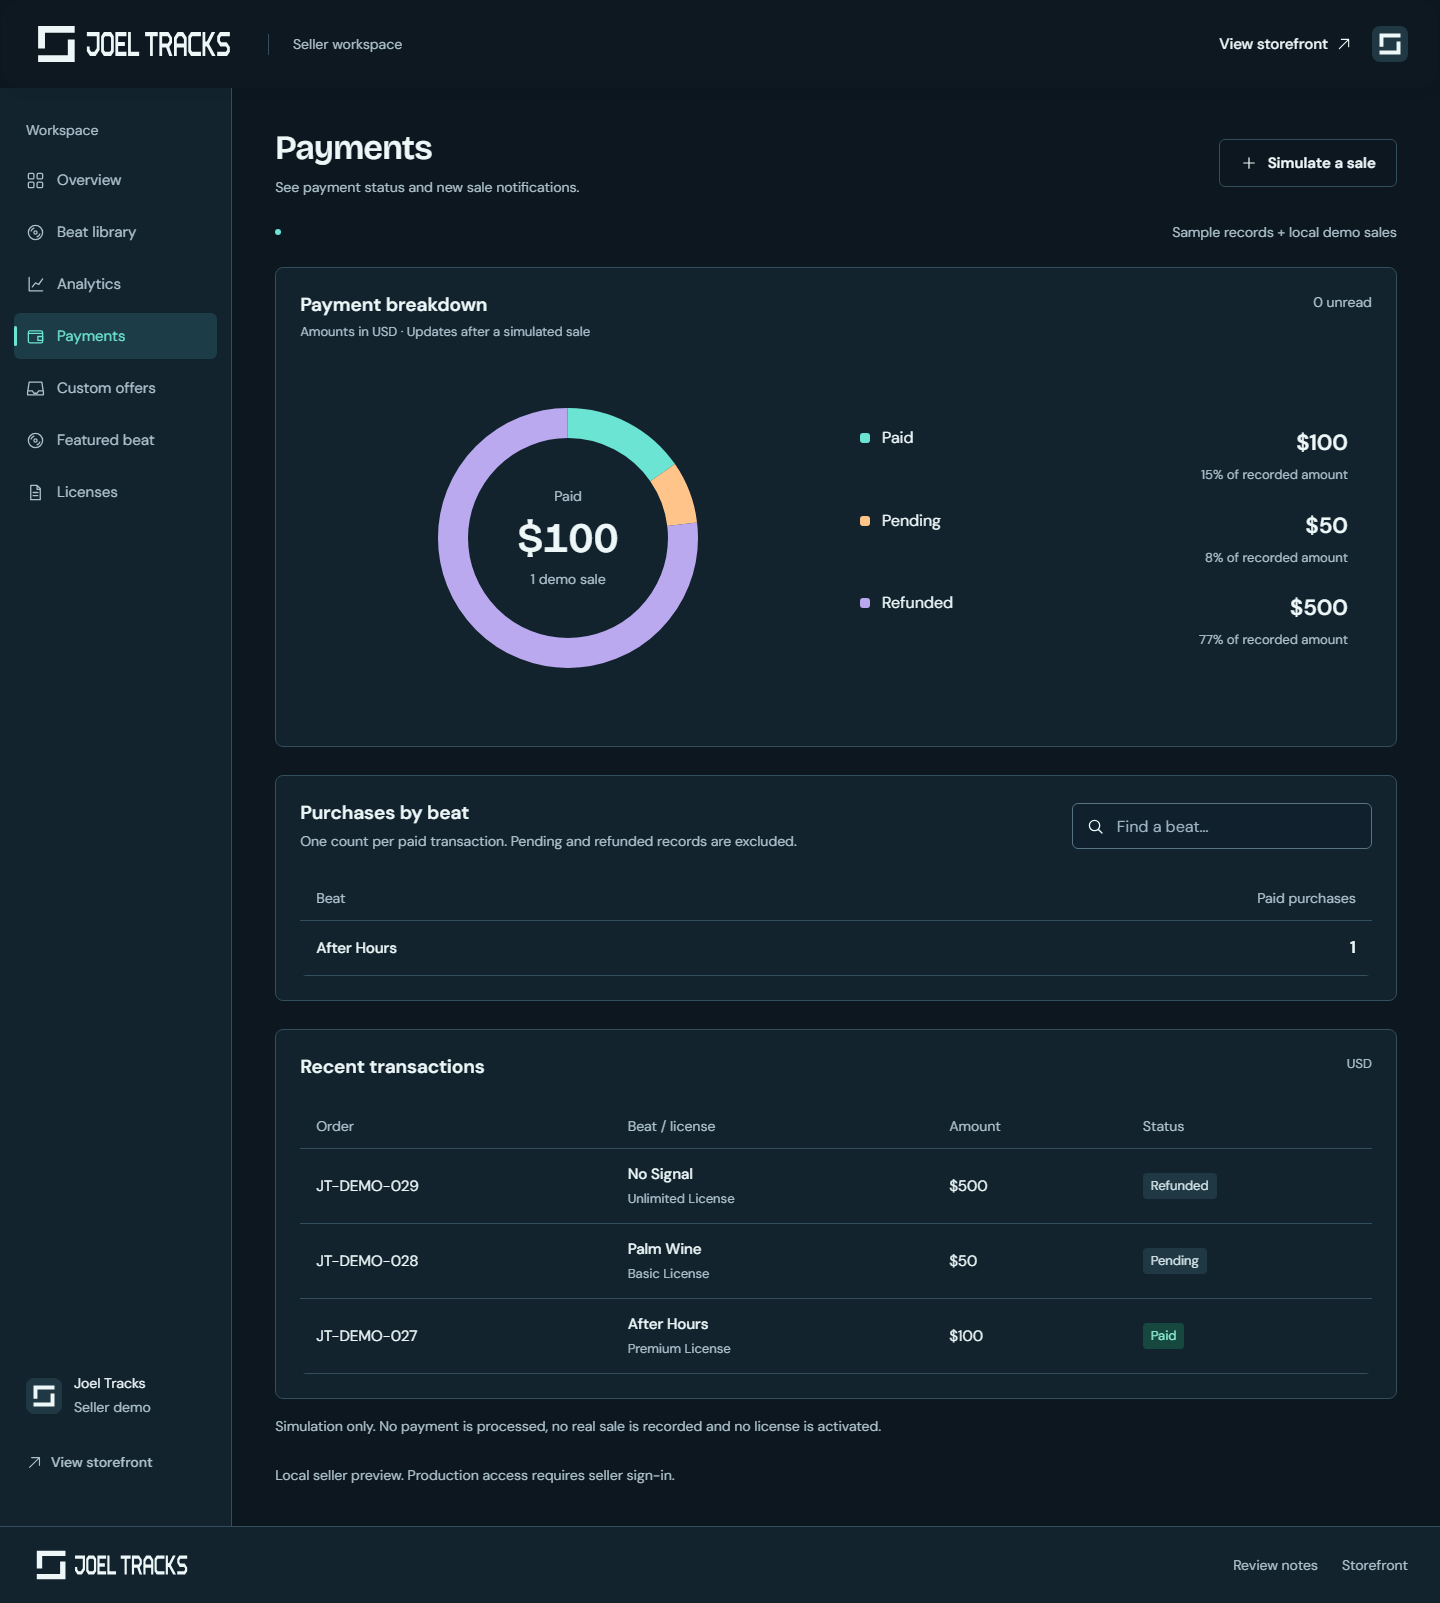 JOEL TRACKS
Seller workspace
View storefront
Workspace
Overview
Beat library
Analytics
Payments
Custom offers
Featured beat
Licenses
Joel Tracks
Seller demo
View storefront
Payments
See payment status and new sale notifications.
Simulate a sale
Sample records + local demo sales
Payment breakdown
0 unread
Amounts in USD · Updates after a simulated sale
Paid
$100
1 demo sale
Paid
$100
15% of recorded amount
Pending
$50
8% of recorded amount
Refunded
$500
77% of recorded amount
Purchases by beat
One count per paid transaction. Pending and refunded records are excluded.
Find a beat...
Beat
Paid purchases
After Hours
1
Recent transactions
USD
Order
Beat / license
Amount
Status
JT-DEMO-029
No Signal
Unlimited License
$500
Refunded
JT-DEMO-028
Palm Wine
Basic License
$50
Pending
JT-DEMO-027
After Hours
Premium License
$100
Paid
Simulation only. No payment is processed, no real sale is recorded and no license is activated.
Local seller preview. Production access requires seller sign-in.
JOEL TRACKS
Review notes
Storefront